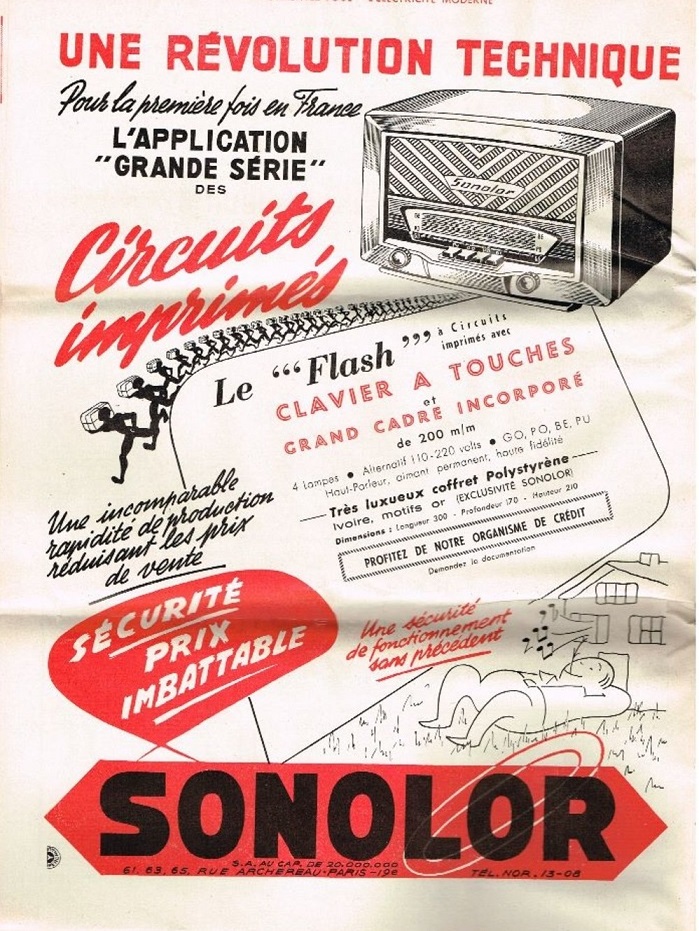 ÉLECTRICITÉ MODERNE
UNE RÉVOLUTION TECHNIQUE
Pour la première fois en France
L'APPLICATION
"GRANDE SÉRIE"
DES
Circuits
imprimés
Sonolor
Le "'Flash'" à Circuits
imprimés avec
CLAVIER A TOUCHES
et
GRAND CADRE INCORPORÉ
de 200 m/m
4 lampes • Alternatif 110-220 volts • GO, PO, BE, PU
Haut-Parleur, aimant permanent, haute fidélité
Très luxueux coffret Polystyrène
Ivoire, motifs or (EXCLUSIVITÉ SONOLOR)
Dimensions : Longueur 300 - Profondeur 170 - Hauteur 210
PROFITEZ DE NOTRE ORGANISME DE CRÉDIT
Demandez la documentation
Une incomparable
rapidité de production
réduisant les prix
de vente
SÉCURITÉ
PRIX
IMBATTABLE
Une sécurité
de fonctionnement
sans précédent
SONOLOR
S.A. AU CAP. DE 20.000.000
61, 63, 65, RUE ARCHEREAU-PARIS-19e TÉL. NOR. 13-08